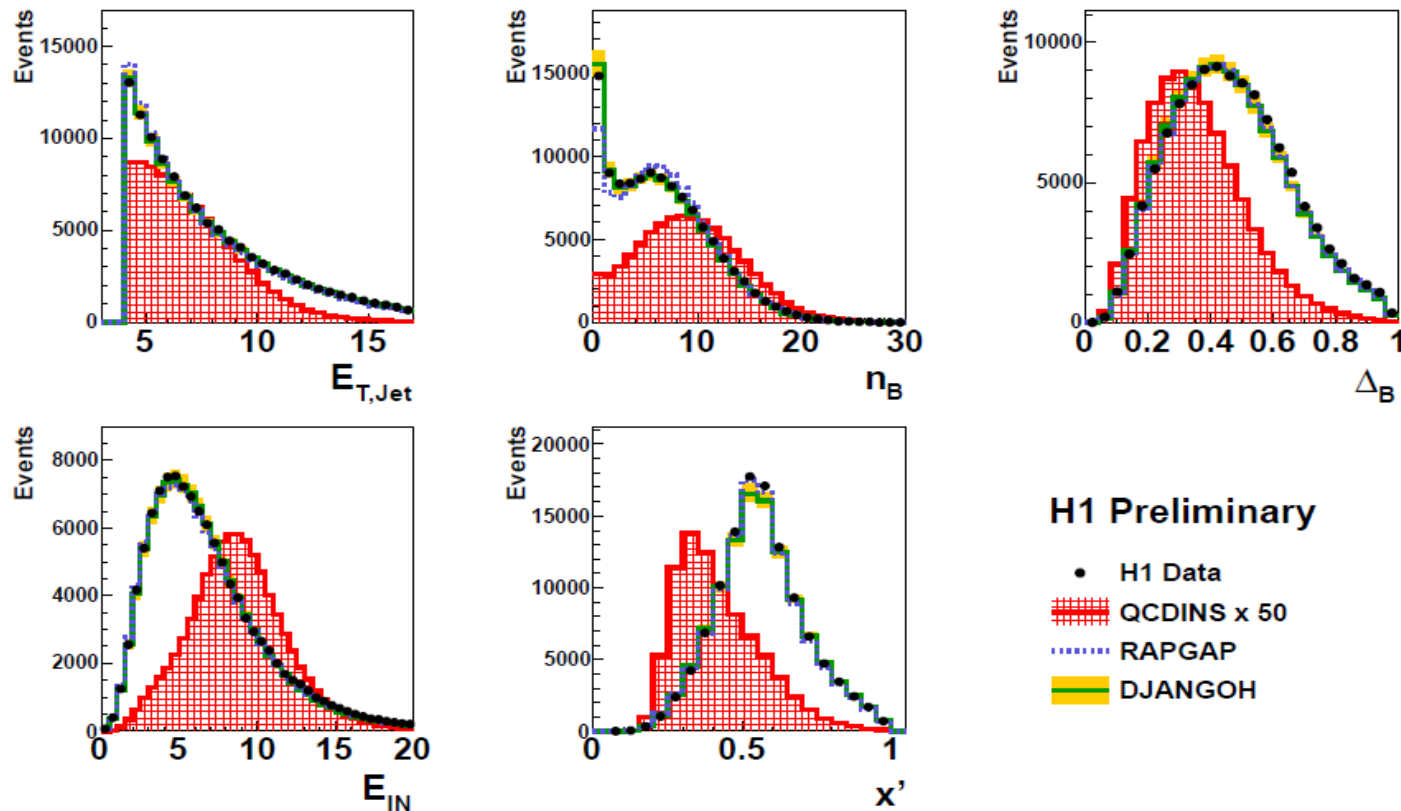 Events
15000
10000
5000
0
5 10 15
E_T,Jet
Events
15000
10000
5000
0
0 10 20 30
n_B
Events
10000
5000
0
0 0.2 0.4 0.6 0.8 1
Δ_B
Events
8000
6000
4000
2000
0
0 5 10 15 20
E_IN
Events
20000
15000
10000
5000
0
0 0.5 1
x’
H1 Preliminary
H1 Data
QCDINS x 50
RAPGAP
DJANGOH